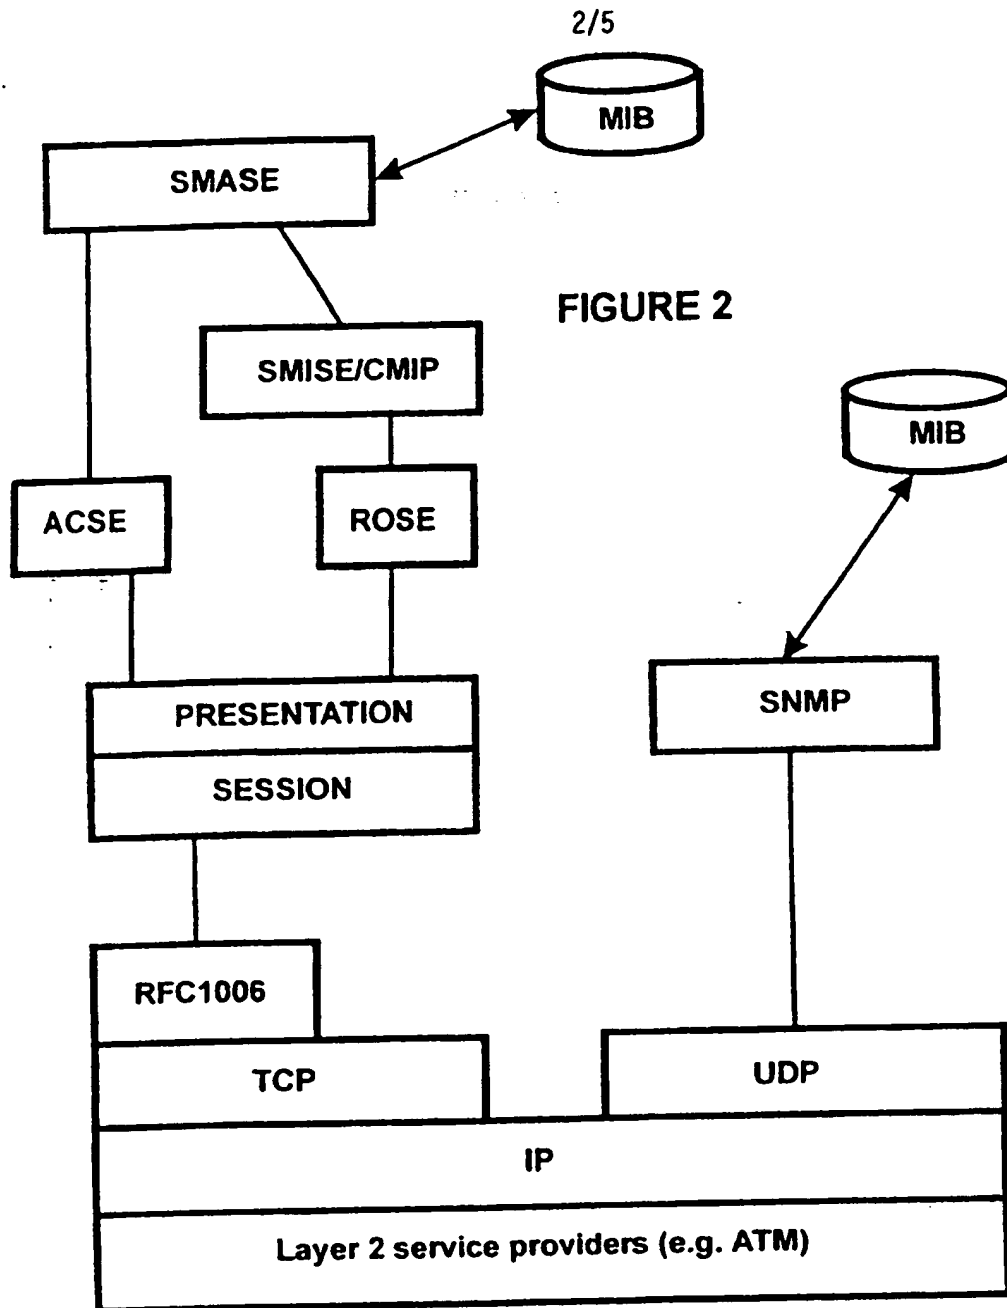 2/5
MIB
SMASE
FIGURE 2
SMISE/CMIP
MIB
ACSE
ROSE
SNMP
PRESENTATION
SESSION
RFC1006
TCP
UDP
IP
Layer 2 service providers (e.g. ATM)